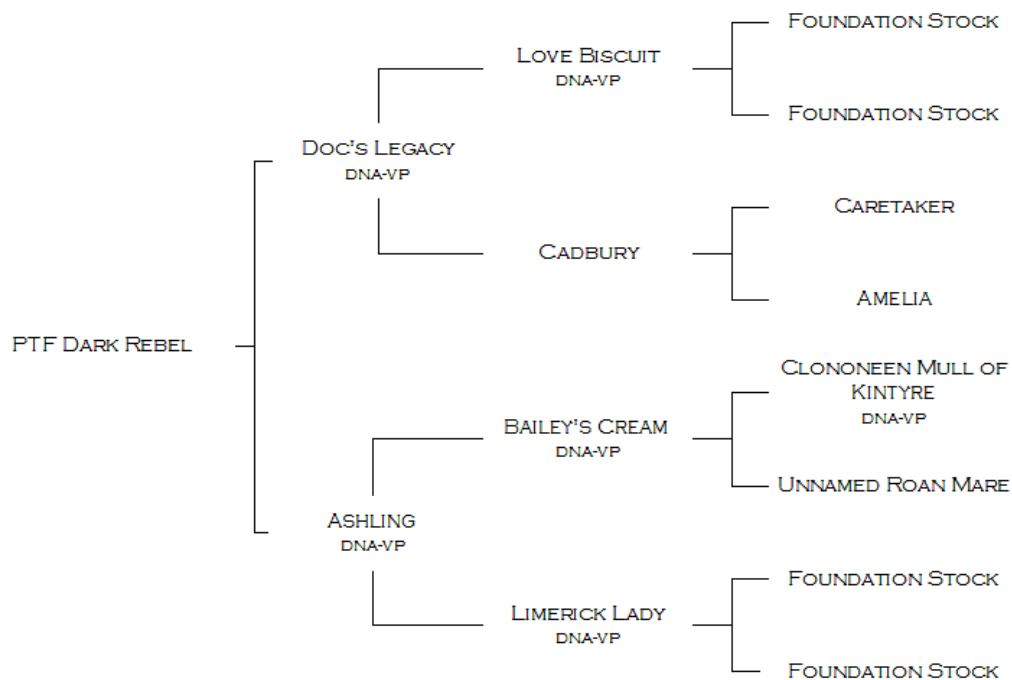 Foundation Stock
Love Biscuit
DNA-VP
Foundation Stock
Doc's Legacy
DNA-VP
Caretaker
Cadbury
Amelia
PTF Dark Rebel
Clononeen Mull of
Kintyre
DNA-VP
Bailey's Cream
DNA-VP
Unnamed Roan Mare
Ashling
DNA-VP
Foundation Stock
Limerick Lady
DNA-VP
Foundation Stock